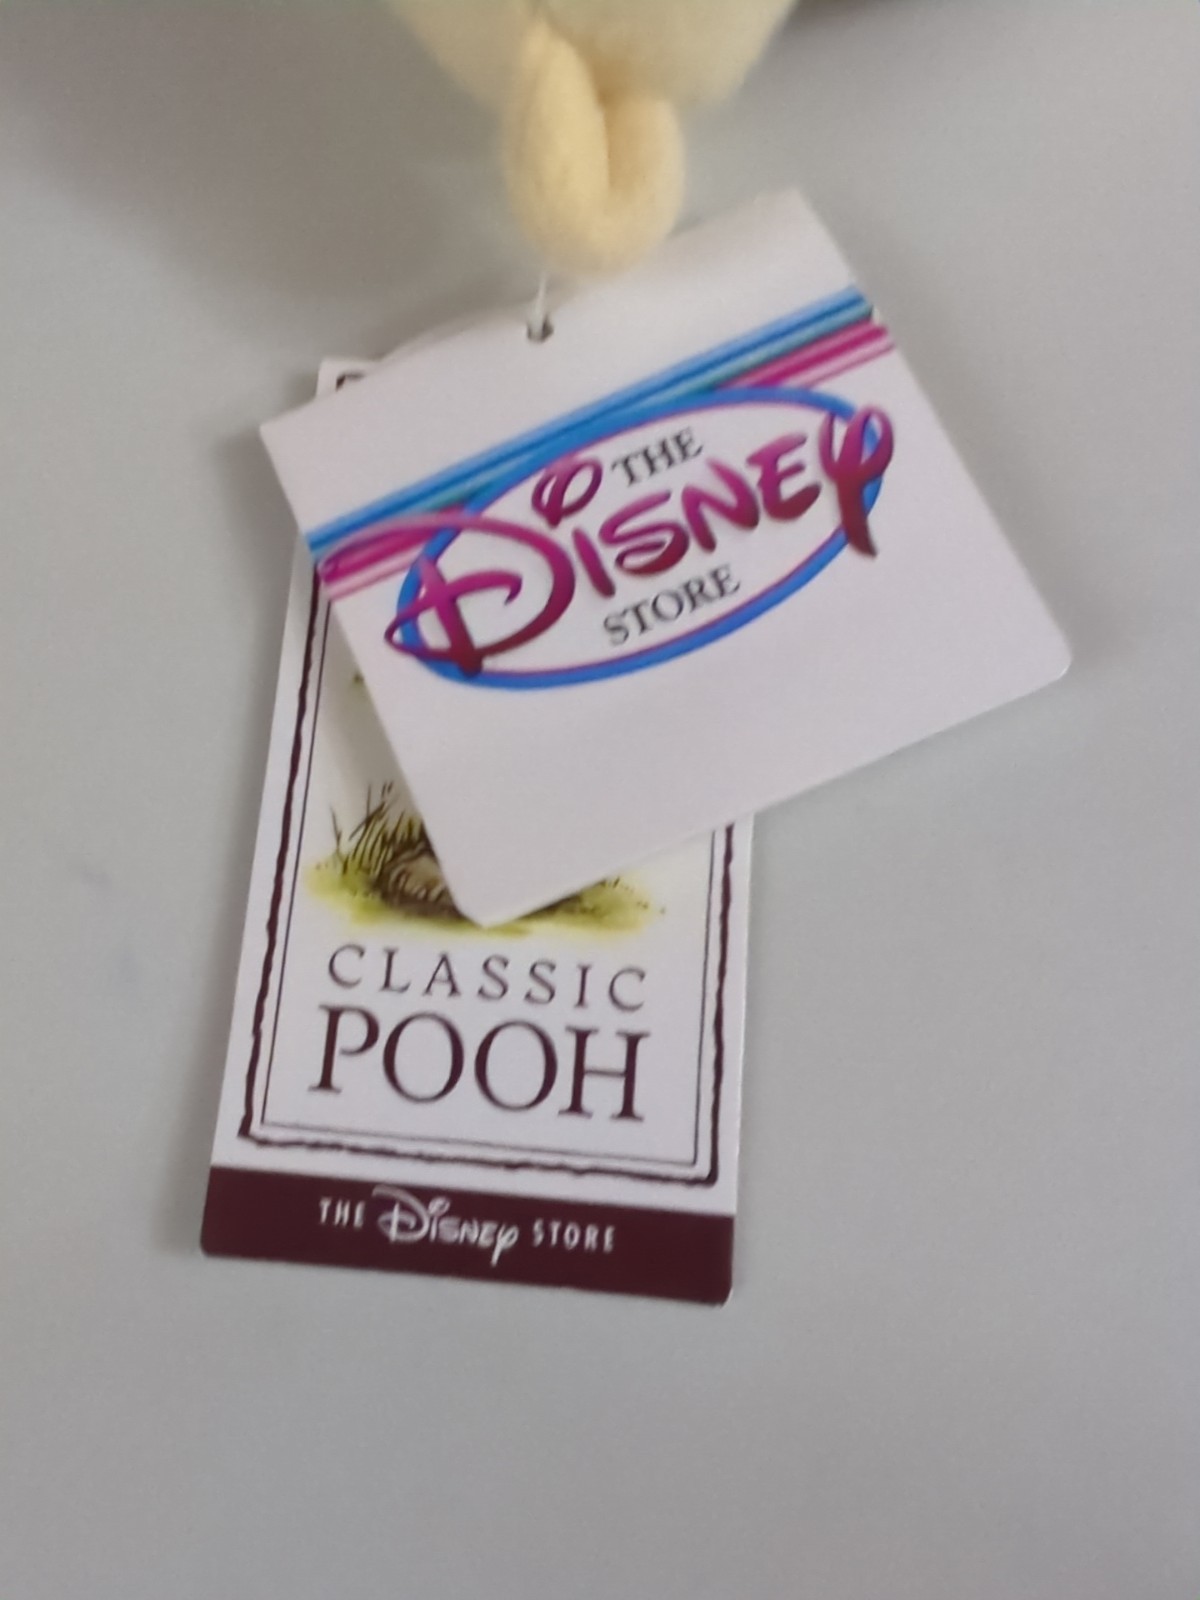 THE
DISNEY
STORE
CLASSIC
POOH
THE DISNEY STORE